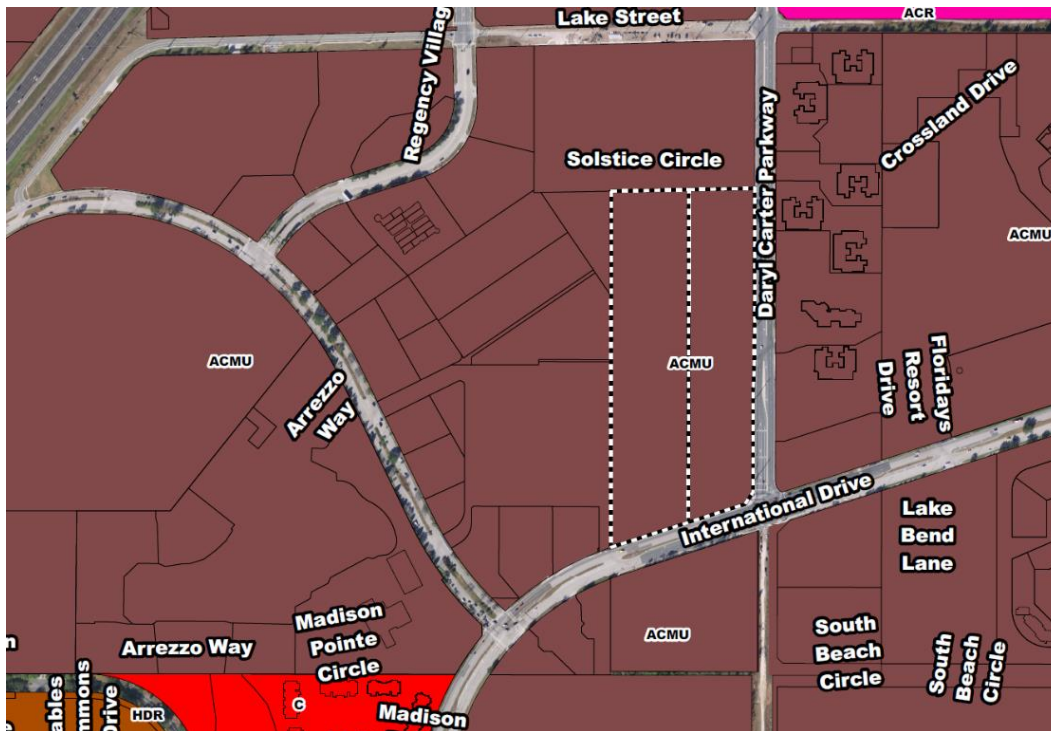 Lake Street
ACR
Regency Villag
Crossland Drive
Solstice Circle
Daryl Carter Parkway
ACMU
ACMU
ACMU
Arrezzo
Way
Floridays
Resort
Drive
International Drive
Lake
Bend
Lane
Madison
Pointe
Circle
ACMU
South
Beach
Circle
South
Beach
Circle
n
Arrezzo Way
ables
mmons
Drive
HDR
C
Madison
e